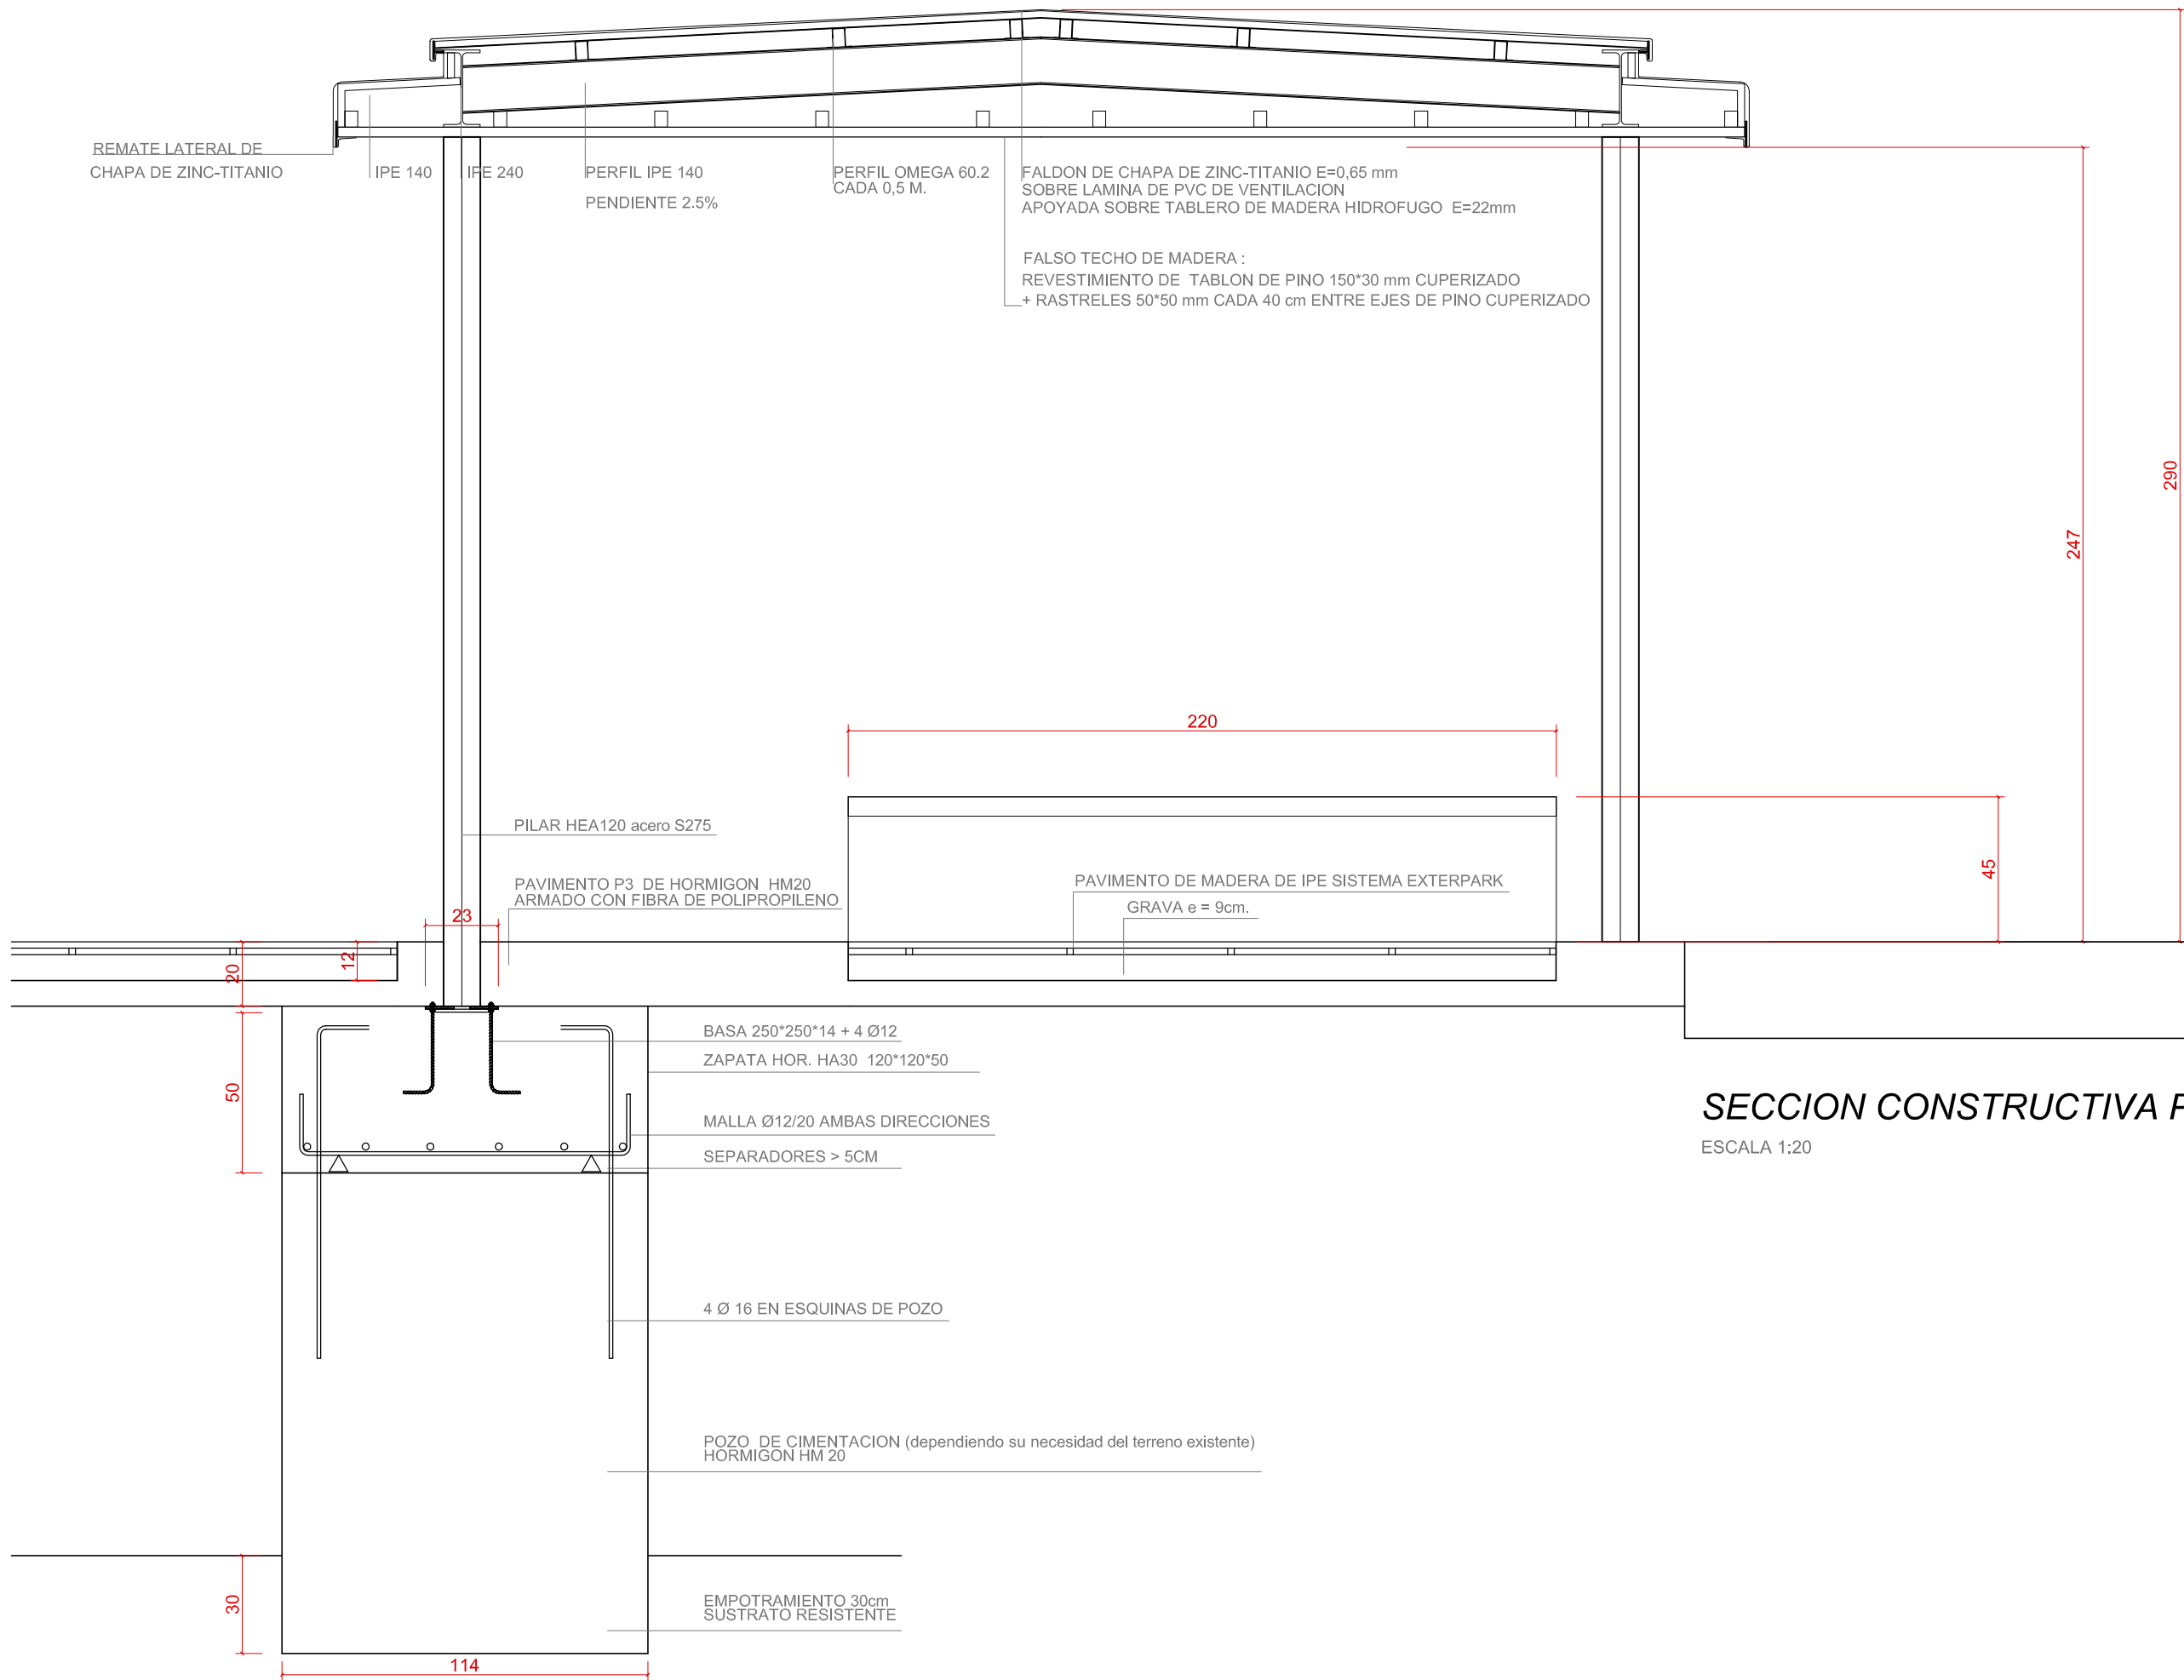 REMATE LATERAL DE
CHAPA DE ZINC-TITANIO
IPE 140
IPE 240
PERFIL IPE 140
PENDIENTE 2.5%
PERFIL OMEGA 60.2
CADA 0,5 M.
FALDON DE CHAPA DE ZINC-TITANIO E=0,65 mm
SOBRE LAMINA DE PVC DE VENTILACION
APOYADA SOBRE TABLERO DE MADERA HIDROFUGO E=22mm
FALSO TECHO DE MADERA :
REVESTIMIENTO DE TABLON DE PINO 150*30 mm CUPERIZADO
+ RASTRELES 50*50 mm CADA 40 cm ENTRE EJES DE PINO CUPERIZADO
290
247
220
PILAR HEA120 acero S275
45
PAVIMENTO P3 DE HORMIGON HM20
ARMADO CON FIBRA DE POLIPROPILENO
PAVIMENTO DE MADERA DE IPE SISTEMA EXTERPARK
GRAVA e = 9cm.
23
20
12
BASA 250*250*14 + 4 Ø12
ZAPATA HOR. HA30 120*120*50
50
MALLA Ø12/20 AMBAS DIRECCIONES
SEPARADORES > 5CM
SECCION CONSTRUCTIVA
ESCALA 1:20
4 Ø 16 EN ESQUINAS DE POZO
POZO DE CIMENTACION (dependiendo su necesidad del terreno existente)
HORMIGON HM 20
30
EMPOTRAMIENTO 30cm
SUSTRATO RESISTENTE
114